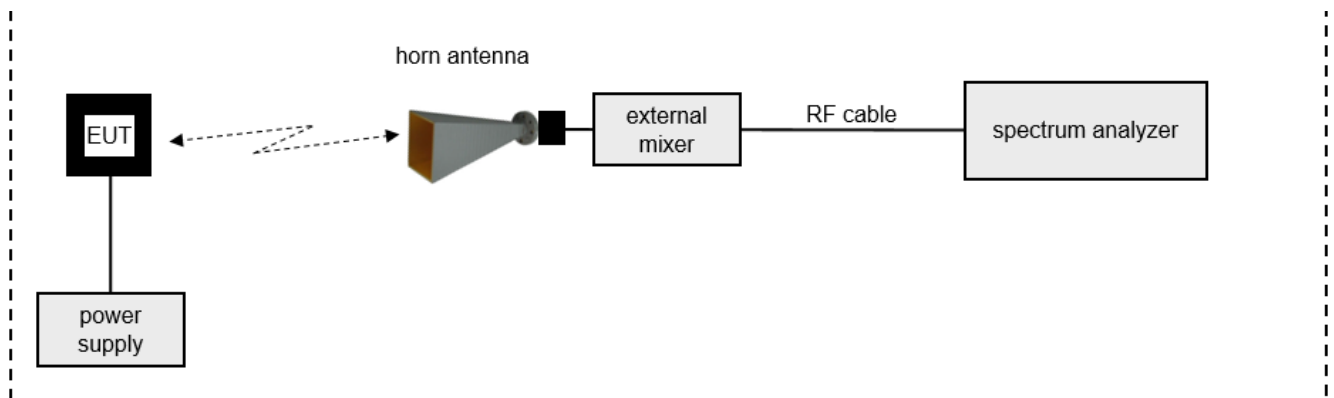 horn antenna
EUT
external
mixer
RF cable
spectrum analyzer
power
supply